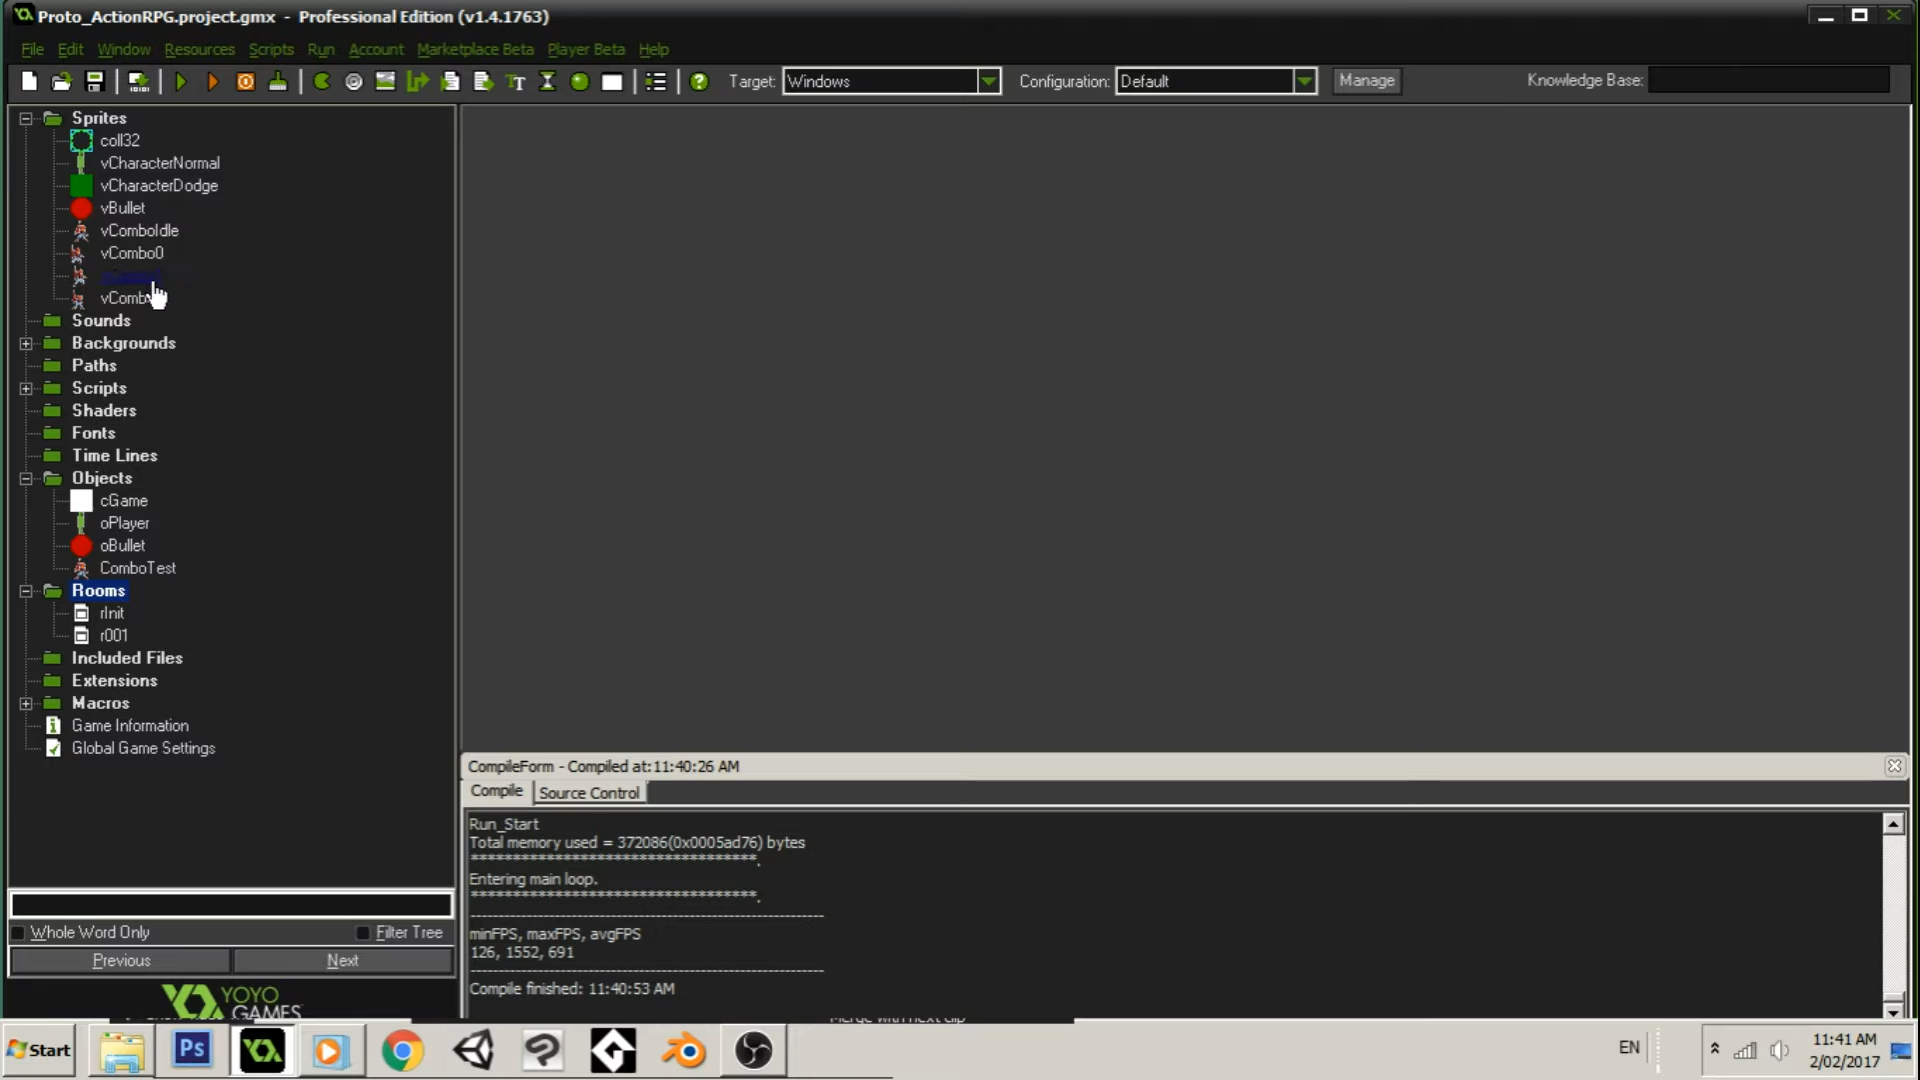 Proto_ActionRPG.project.gmx - Professional Edition (v1.4.1763)
File Edit Window Resources Scripts Run Account Marketplace Beta Player Beta Help
Target: Windows Configuration: Default Manage Knowledge Base:
Sprites
coll32
vCharacterNormal
vCharacterDodge
vBullet
vComboIdle
vCombo0
Sounds
Backgrounds
Paths
Scripts
Shaders
Fonts
Time Lines
Objects
cGame
oPlayer
oBullet
ComboTest
Rooms
rInit
r001
Included Files
Extensions
Macros
Game Information
Global Game Settings
Whole Word Only Filter Tree
Previous Next
YOYO
GAMES
CompileForm - Compiled at:11:40:26 AM
Compile Source Control
Run_Start
Total memory used = 372086(0x0005ad76) bytes
***********************************.
Entering main loop.
***********************************.
minFPS, maxFPS, avgFPS
126, 1552, 691
Compile finished: 11:40:53 AM
Start Ps EN 11:41 AM
2/02/2017